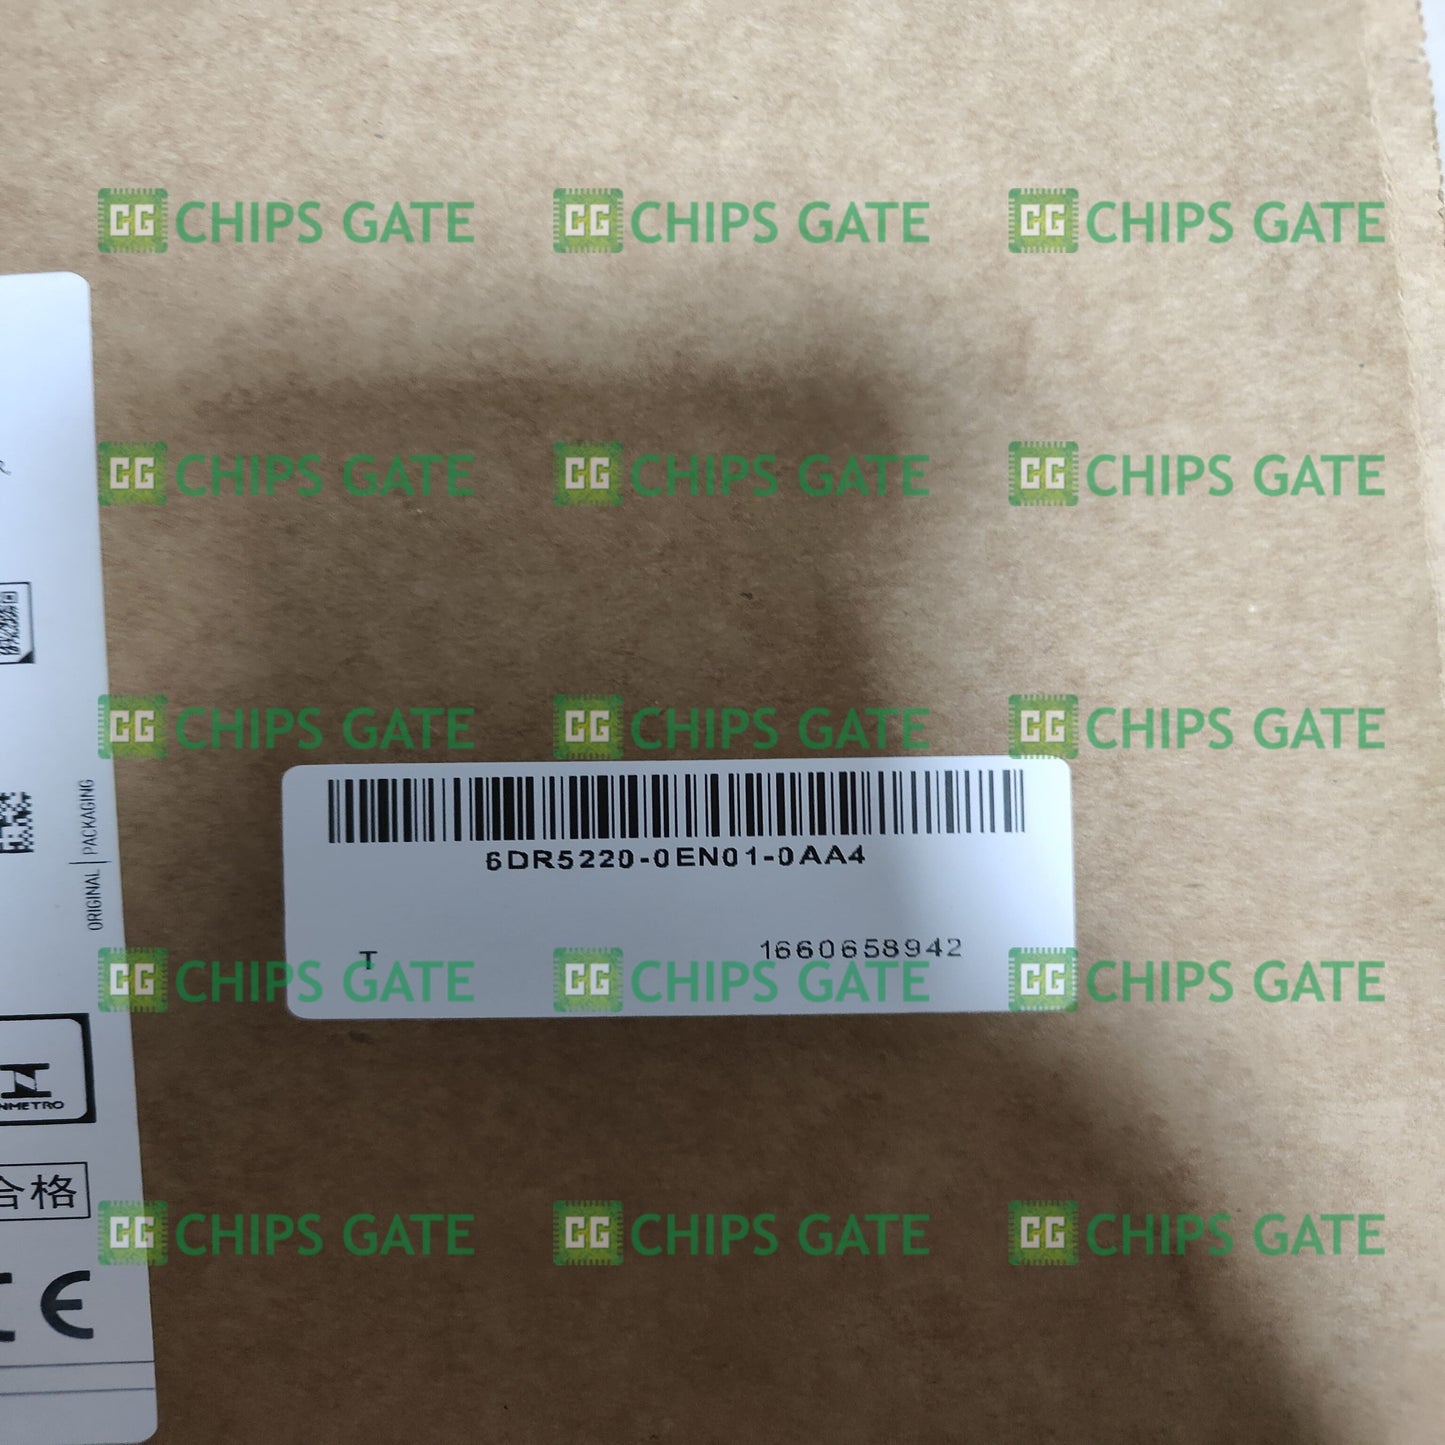 CG CHIPS GATE CG CHIPS GATE CG CHIPS GATE
CG CHIPS GATE CG CHIPS GATE CG CHIPS GATE
CG CHIPS GATE CG CHIPS GATE CG CHIPS GATE
ORIGINAL | PACKAGING
6DR5220-0EN01-0AA4
T 1660658942
CG CHIPS GATE CG CHIPS GATE CG CHIPS GATE
合格
CG CHIPS GATE CG CHIPS GATE CG CHIPS GATE
CE